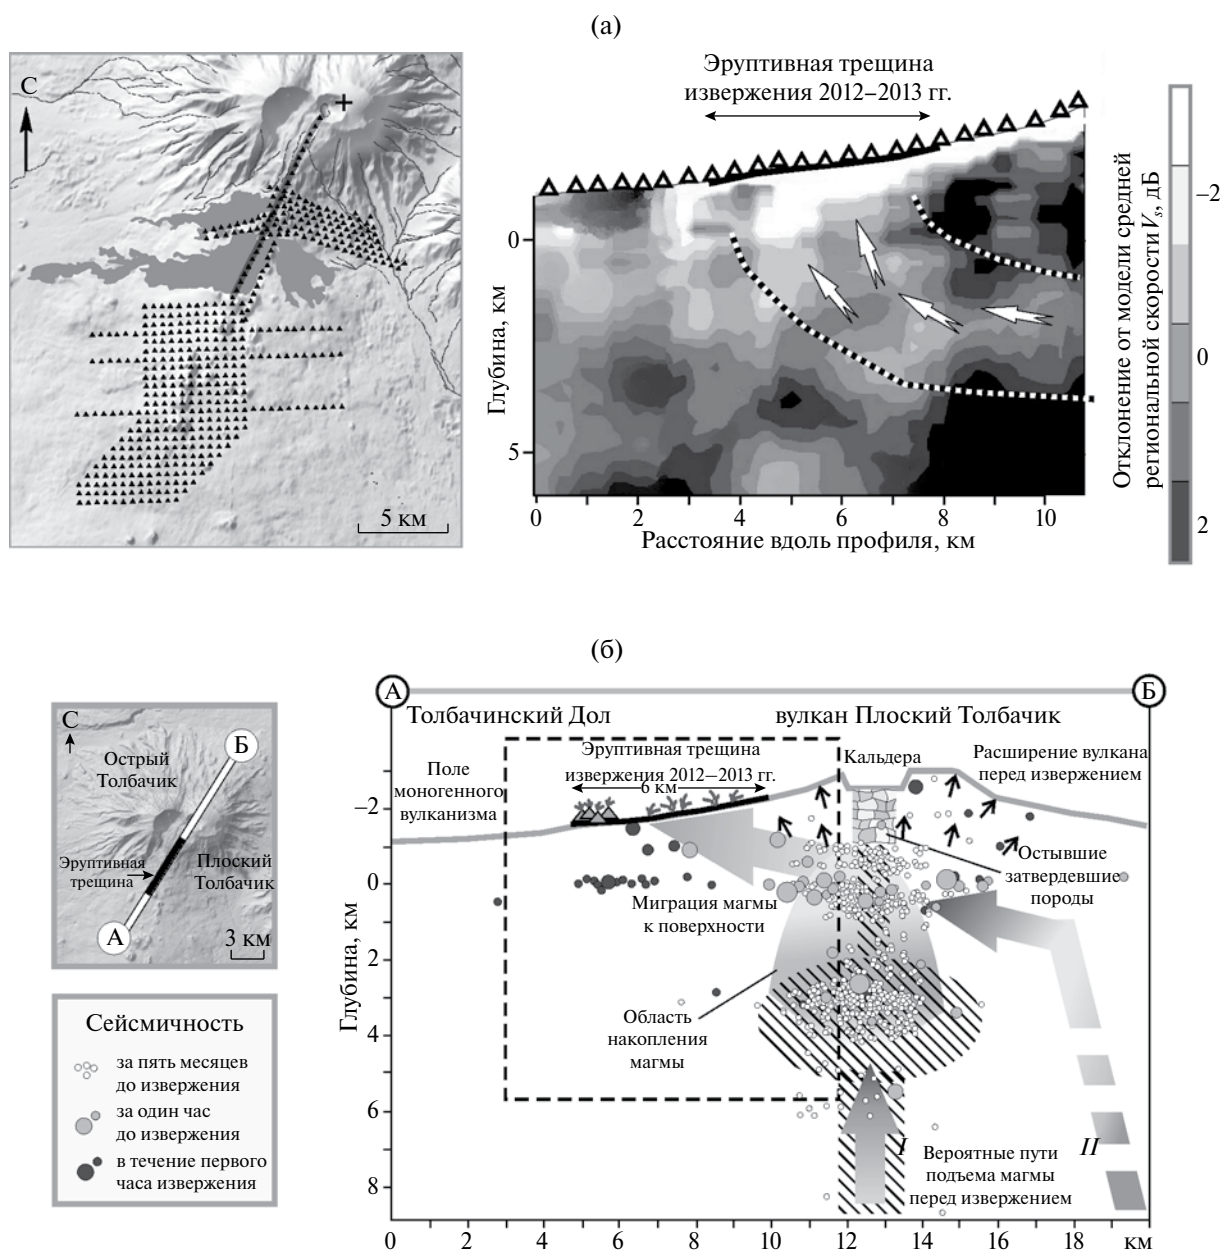 (а)
С
5 км
Эруптивная трещина
извержения 2012–2013 гг.
Глубина, км
0
5
0
2
4
6
8
10
Расстояние вдоль профиля, км
Отклонение от модели средней
региональной скорости Vs, дБ
–2
0
2
(б)
С
Острый
Толбачик
Б
Эруптивная
трещина
Плоский
Толбачик
А
3 км
Сейсмичность
за пять месяцев
до извержения
за один час
до извержения
в течение первого
часа извержения
А
Б
Толбачинский Дол
вулкан Плоский Толбачик
Эруптивная трещина
извержения 2012–2013 гг.
6 км
Кальдера
Расширение вулкана
перед извержением
Поле
моногенного
вулканизма
Остывшие
затвердевшие
породы
Миграция магмы
к поверхности
Область
накопления
магмы
I
II
Вероятные пути
подъема магмы
перед извержением
Глубина, км
–2
0
2
4
6
8
0
2
4
6
8
10
12
14
16
18
км